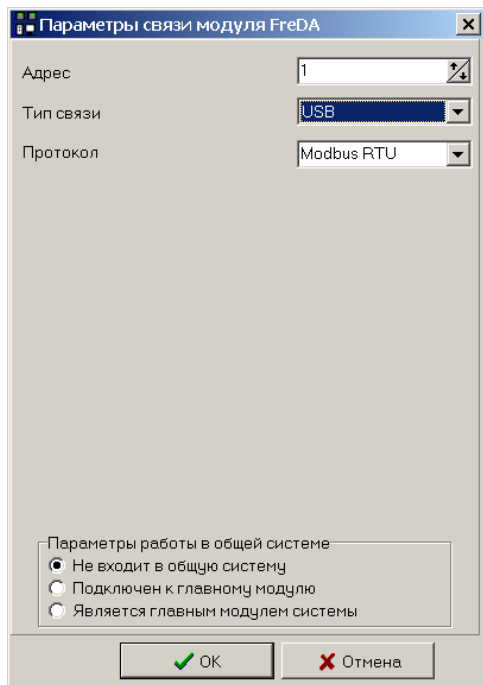 Параметры связи модуля FreDA
Адрес 1
Тип связи USB
Протокол Modbus RTU
Параметры работы в общей системе
Не входит в общую систему
Подключен к главному модулю
Является главным модулем системы
OK Отмена